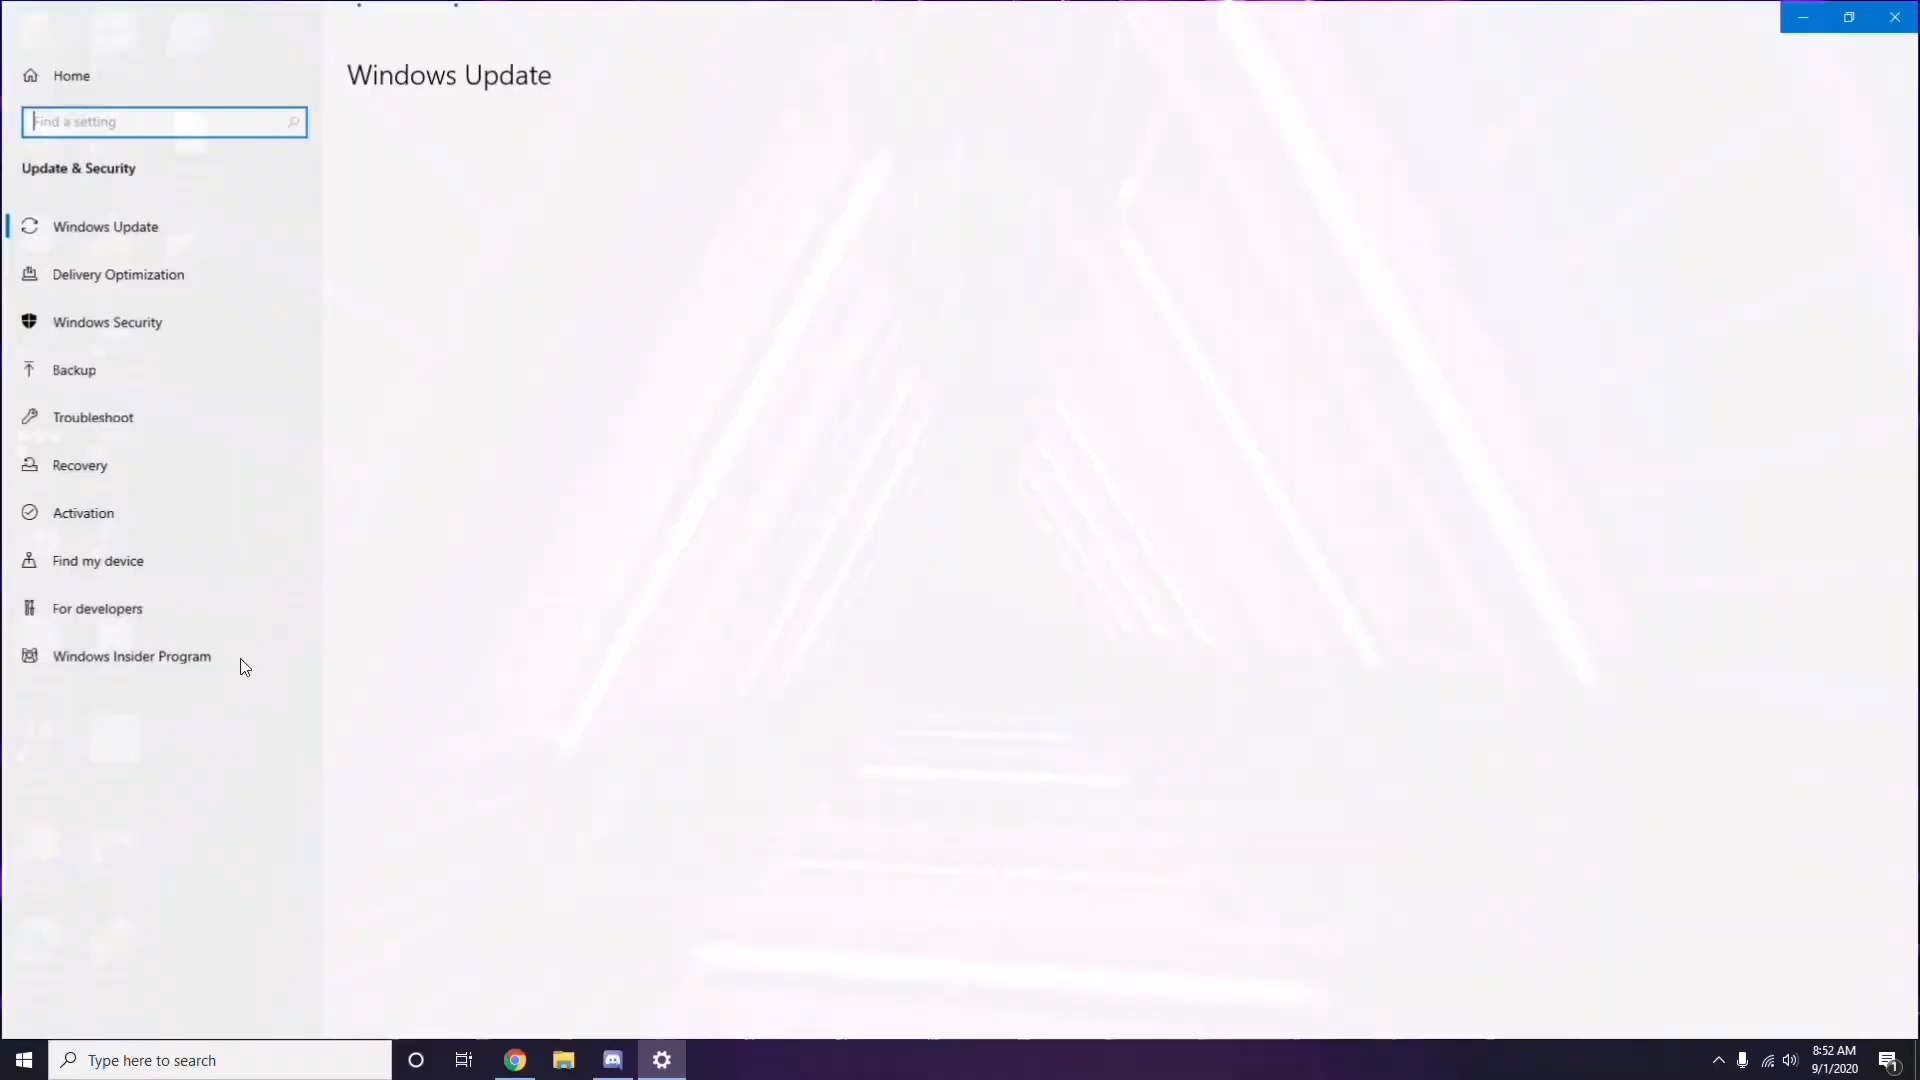 Home
Windows Update
Find a setting
Update & Security
Windows Update
Delivery Optimization
Windows Security
Backup
Troubleshoot
Recovery
Activation
Find my device
For developers
Windows Insider Program
Type here to search
8:52 AM
9/1/2020
1